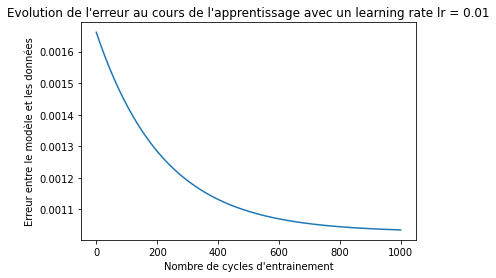 Evolution de l'erreur au cours de l'apprentissage avec un learning rate lr = 0.01
Erreur entre le modèle et les données
0.0016
0.0015
0.0014
0.0013
0.0012
0.0011
0 200 400 600 800 1000
Nombre de cycles d'entrainement